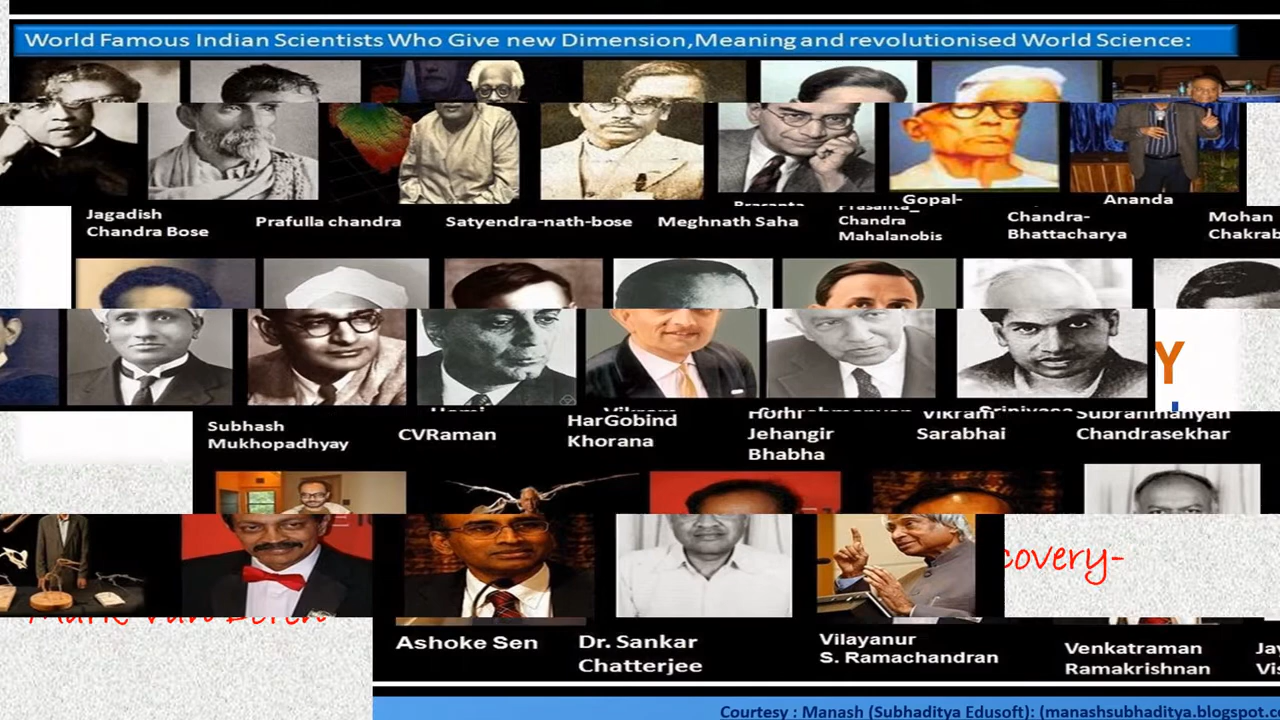 World Famous Indian Scientists Who Give new Dimension,Meaning and revolutionised World Science:
Gopal-
Ananda
Jagadish
Chandra Bose
Prafulla chandra
Satyendra-nath-bose
Meghnath Saha
Chandra
Mahalanobis
Chandra-
Bhattacharya
Mohan
Chakrab
Y
Subhash
Mukhopadhyay
CVRaman
HarGobind
Khorana
Jehangir
Bhabha
Vikram
Sarabhai
Subrahmanyan
Chandrasekhar
covery-
Ashoke Sen
Dr. Sankar
Chatterjee
Vilayanur
S. Ramachandran
Venkatraman
Ramakrishnan
Courtesy : Manash (Subhaditya Edusoft): (manashsubhaditya.blogspot.c